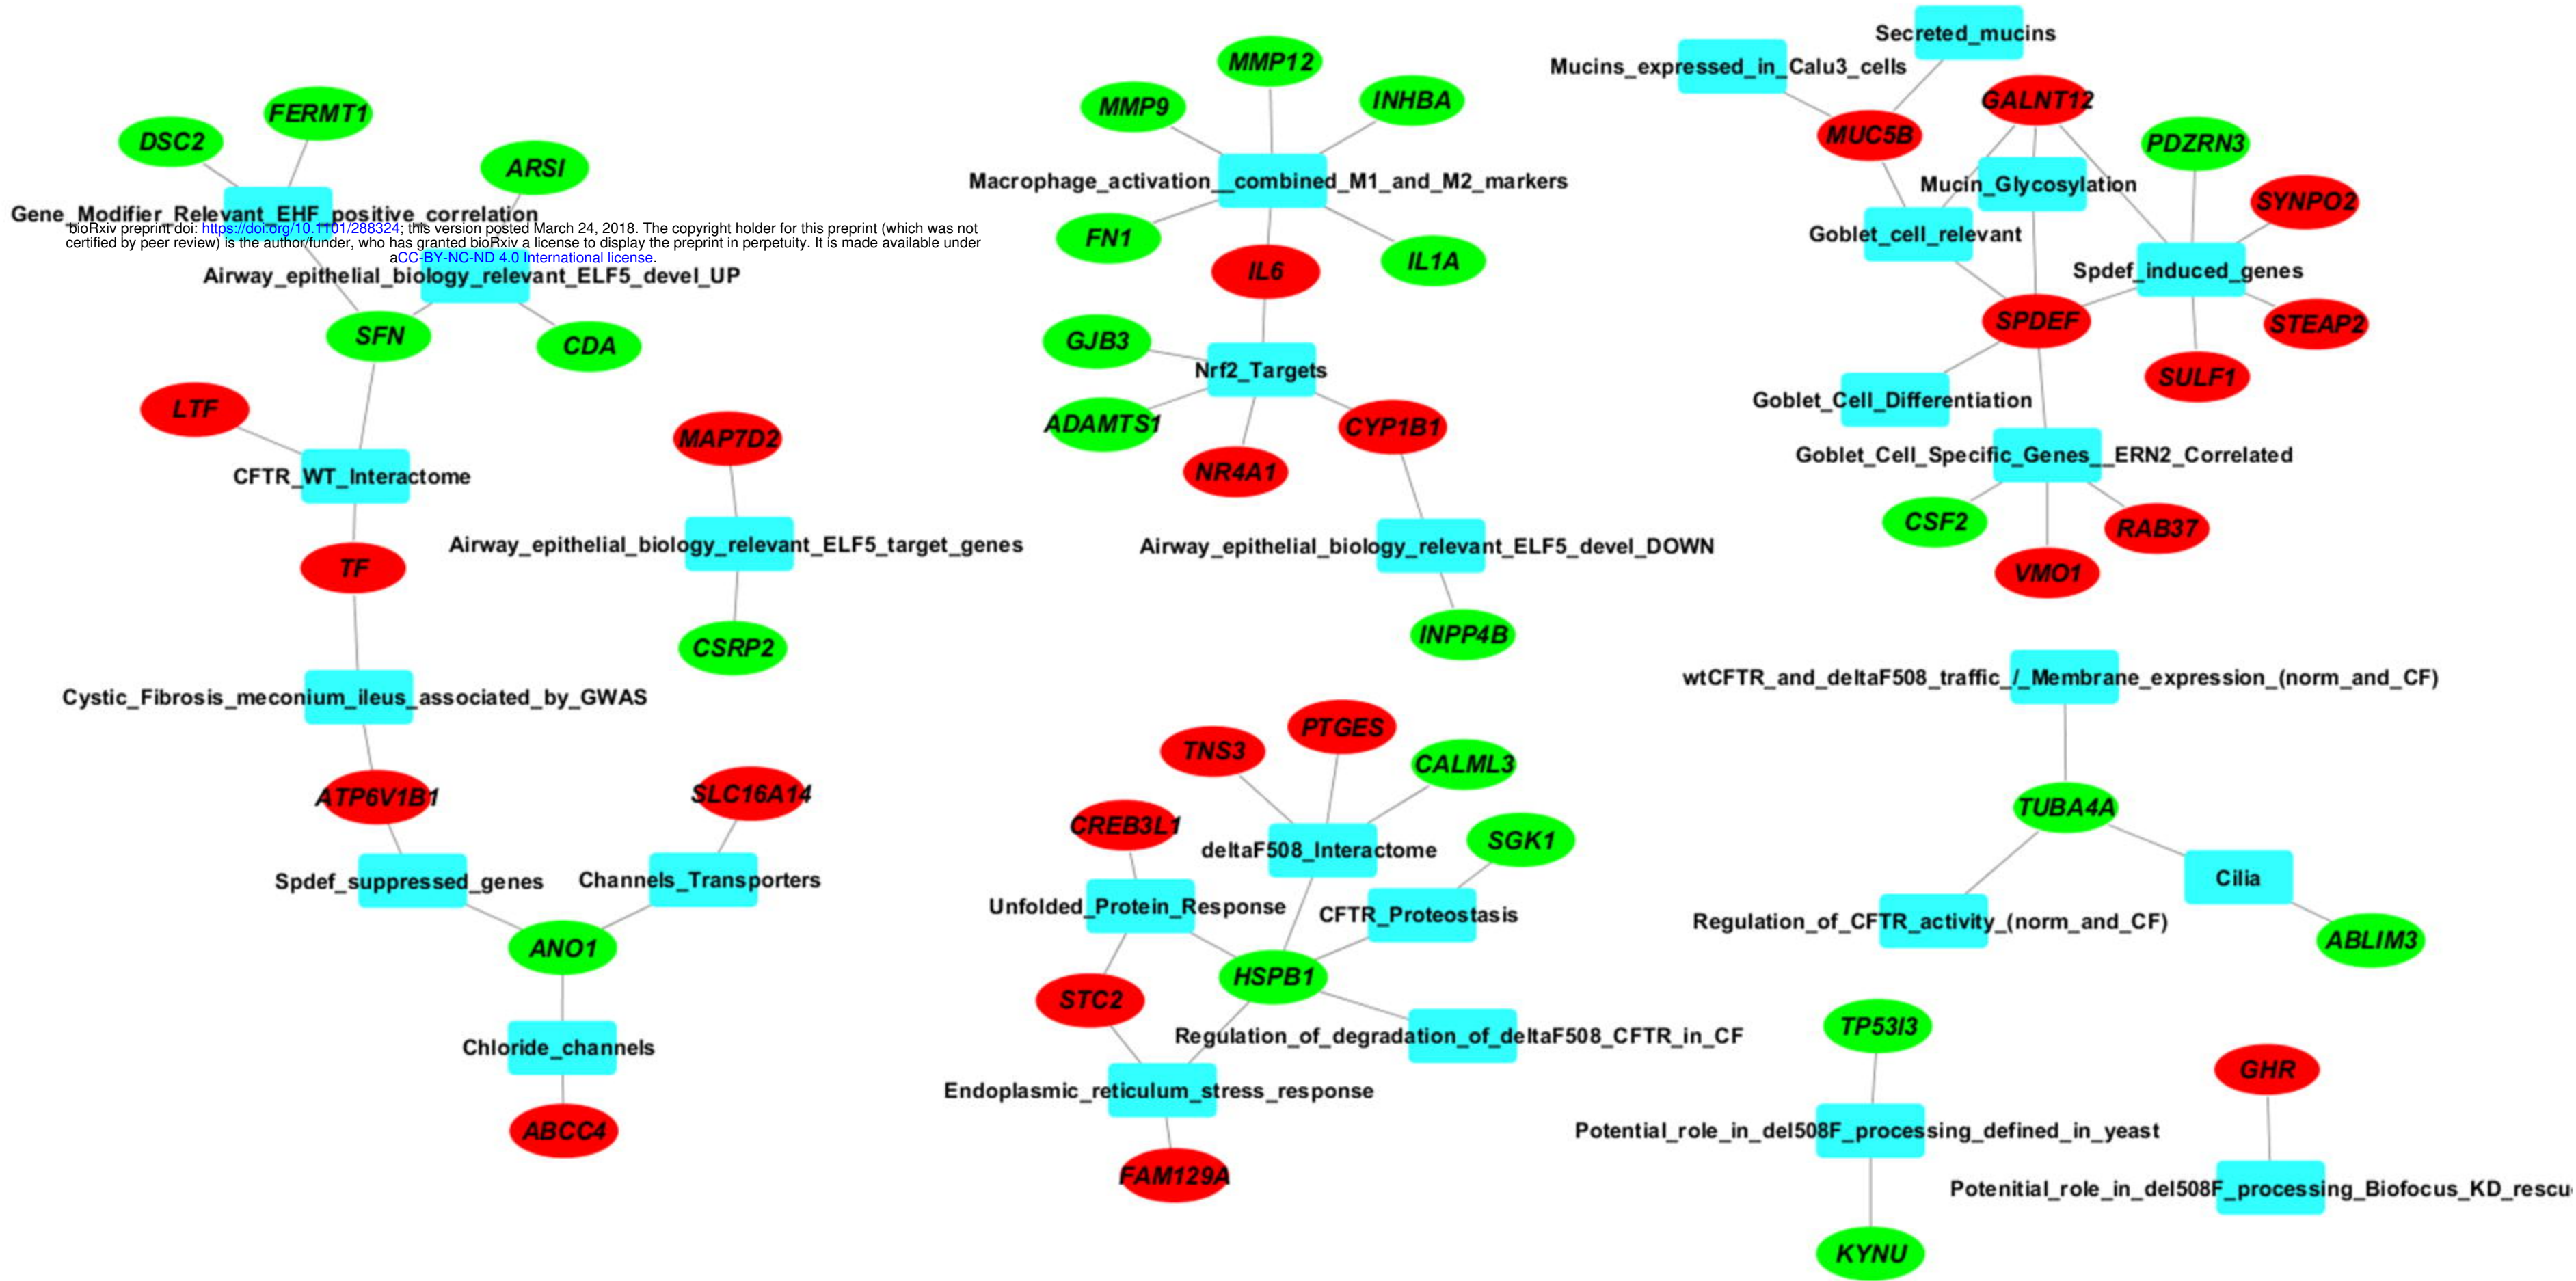 DSC2
FERMT1
ARSI
Gene_Modifier_Relevant_EHF_positive_correlation
bioRxiv preprint doi: https://doi.org/10.1101/288324; this version posted March 24, 2018. The copyright holder for this preprint (which was not
certified by peer review) is the author/funder, who has granted bioRxiv a license to display the preprint in perpetuity. It is made available under
aCC-BY-NC-ND 4.0 International license.
Airway_epithelial_biology_relevant_ELF5_devel_UP
SFN
CDA
LTF
CFTR_WT_Interactome
TF
MAP7D2
Airway_epithelial_biology_relevant_ELF5_target_genes
CSRP2
Cystic_Fibrosis_meconium_ileus_associated_by_GWAS
ATP6V1B1
SLC16A14
Spdef_suppressed_genes
Channels_Transporters
ANO1
Chloride_channels
ABCC4
MMP12
MMP9
INHBA
Macrophage_activation__combined_M1_and_M2_markers
FN1
IL6
IL1A
GJB3
Nrf2_Targets
ADAMTS1
CYP1B1
NR4A1
Airway_epithelial_biology_relevant_ELF5_devel_DOWN
INPP4B
PTGES
TNS3
CALML3
CREB3L1
SGK1
deltaF508_Interactome
Unfolded_Protein_Response
CFTR_Proteostasis
HSPB1
STC2
Regulation_of_degradation_of_deltaF508_CFTR_in_CF
Endoplasmic_reticulum_stress_response
FAM129A
Secreted_mucins
Mucins_expressed_in_Calu3_cells
GALNT12
MUC5B
PDZRN3
Mucin_Glycosylation
SYNPO2
Goblet_cell_relevant
Spdef_induced_genes
SPDEF
STEAP2
SULF1
Goblet_Cell_Differentiation
Goblet_Cell_Specific_Genes__ERN2_Correlated
CSF2
RAB37
VMO1
wtCFTR_and_deltaF508_traffic_/_Membrane_expression_(norm_and_CF)
TUBA4A
Cilia
Regulation_of_CFTR_activity_(norm_and_CF)
ABLIM3
TP53I3
GHR
Potential_role_in_del508F_processing_defined_in_yeast
Potenitial_role_in_del508F_processing_Biofocus_KD_rescu
KYNU